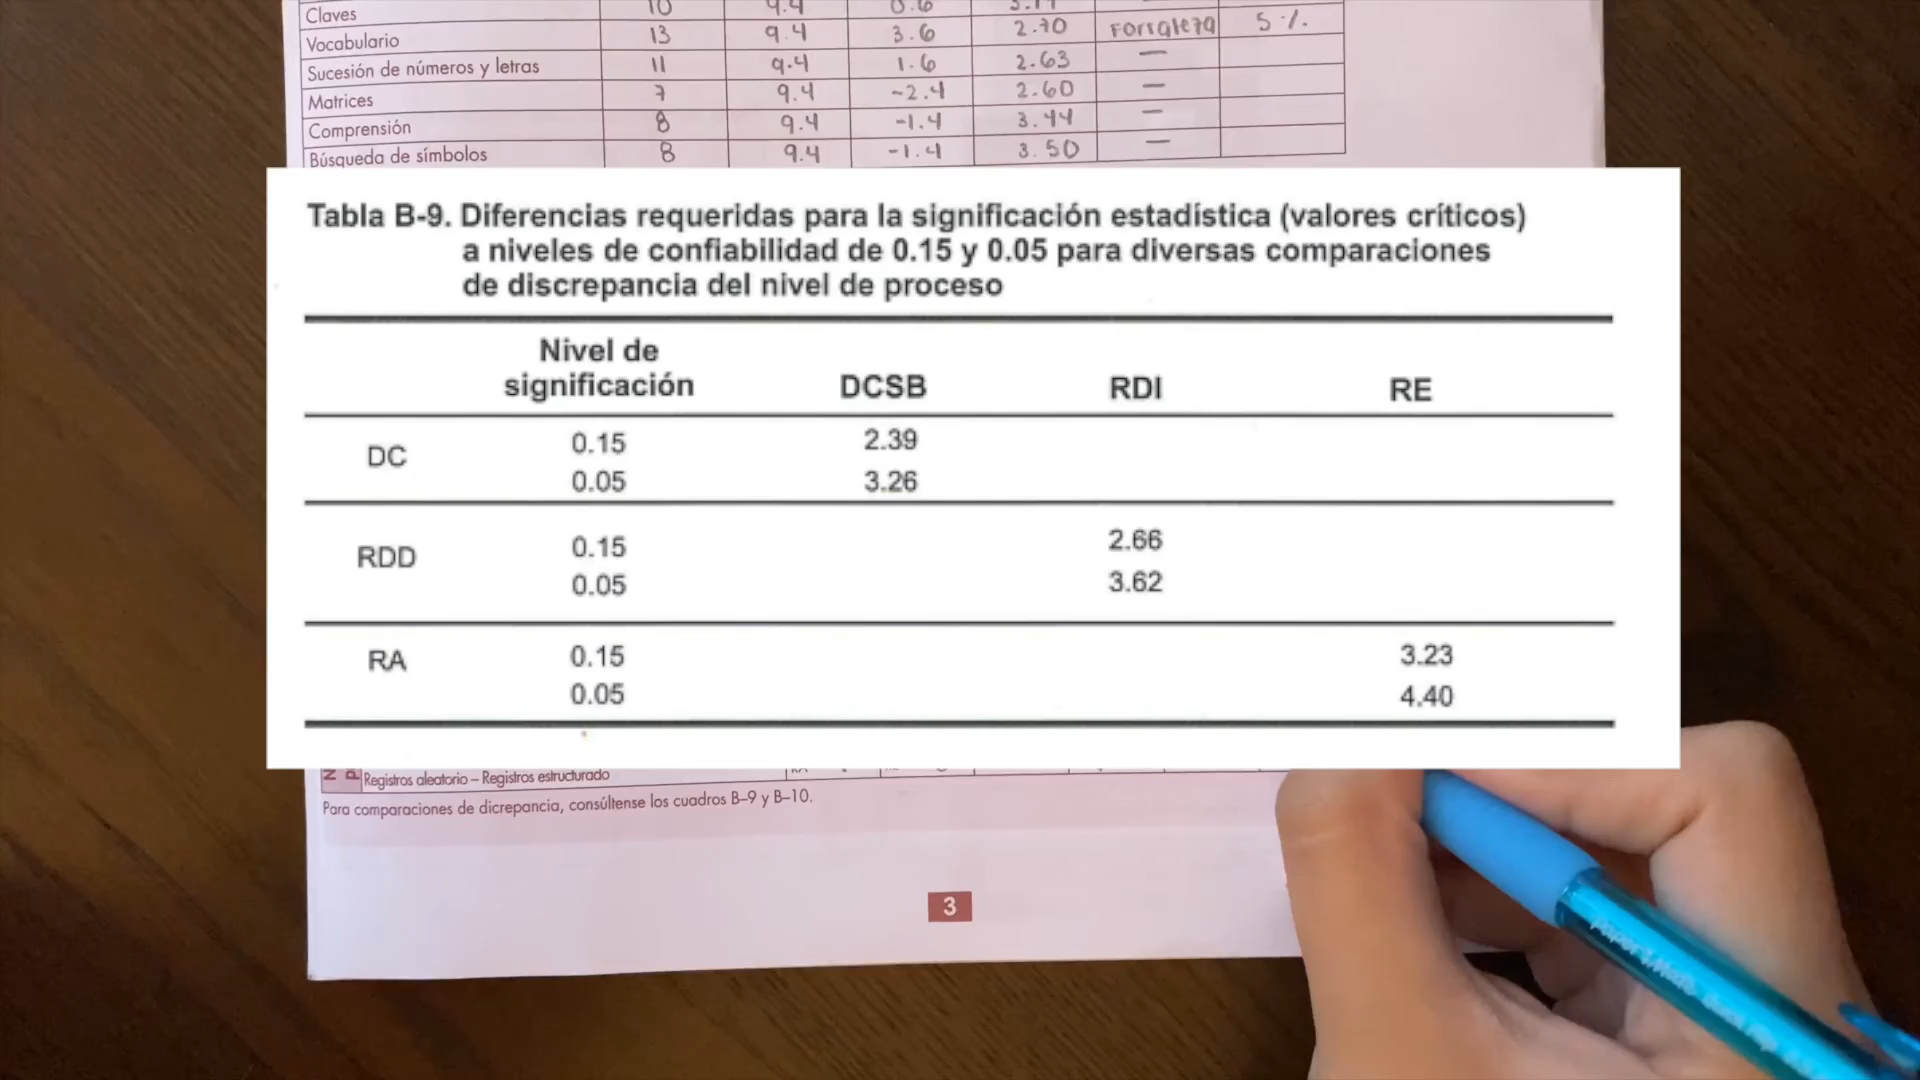 Claves 10 9.4 0.6
Vocabulario 13 9.4 3.6 2.70 Fortaleza 5%.
Sucesión de números y letras 11 9.4 1.6 2.63 —
Matrices 7 9.4 -2.4 2.60 —
Comprensión 8 9.4 -1.4 3.44 —
Búsqueda de símbolos 8 9.4 -1.4 3.50 —
Tabla B-9. Diferencias requeridas para la significación estadística (valores críticos)
a niveles de confiabilidad de 0.15 y 0.05 para diversas comparaciones
de discrepancia del nivel de proceso
Nivel de
significación DCSB RDI RE
DC 0.15 2.39
0.05 3.26
RDD 0.15 2.66
0.05 3.62
RA 0.15 3.23
0.05 4.40
Registros aleatorio – Registros estructurado
Para comparaciones de dicrepancia, consúltense los cuadros B–9 y B–10.
3